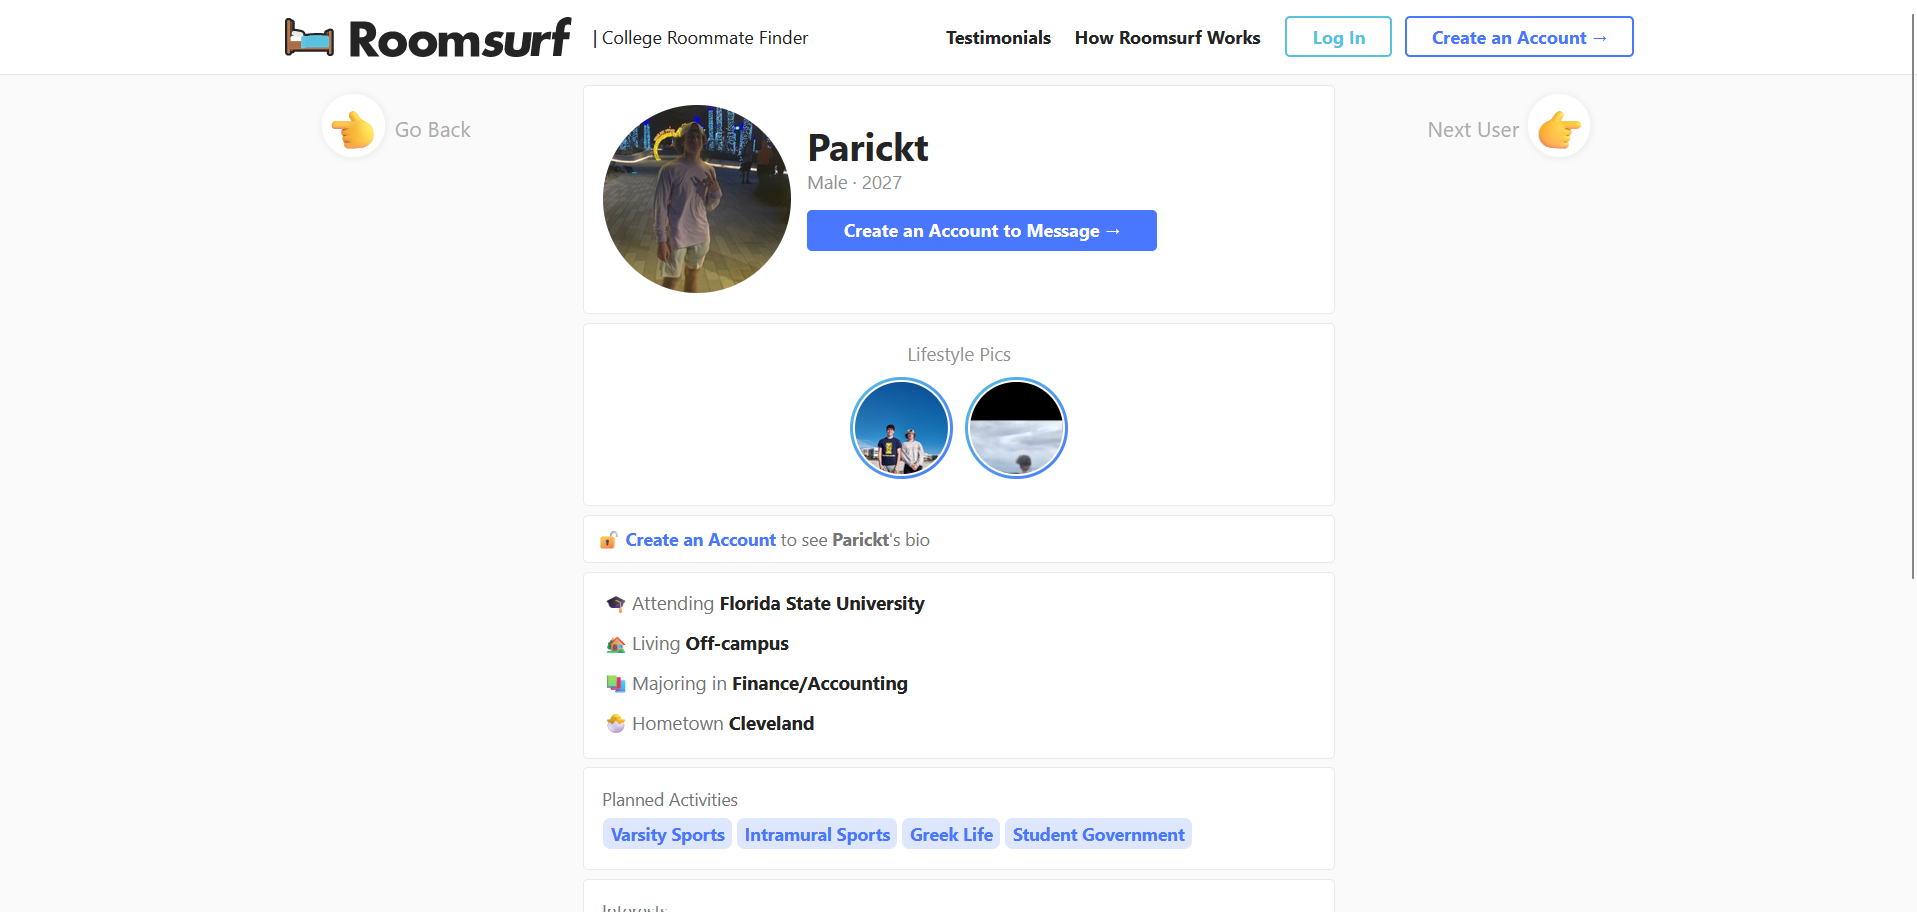 Roomsurf | College Roommate Finder Testimonials How Roomsurf Works Log In Create an Account →
Go Back
Next User
Parickt
Male · 2027
Create an Account to Message →
Lifestyle Pics
Create an Account to see Parickt's bio
Attending Florida State University
Living Off-campus
Majoring in Finance/Accounting
Hometown Cleveland
Planned Activities
Varsity Sports Intramural Sports Greek Life Student Government
Interests